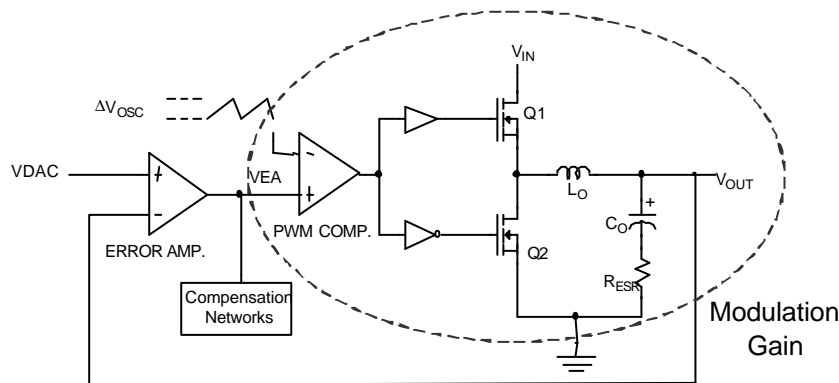 VIN
ΔVOSC
Q1
VDAC
+
-
-
+
VEA
LO
VOUT
+
CO
ERROR AMP.
PWM COMP.
Q2
RESR
Compensation
Networks
Modulation
Gain